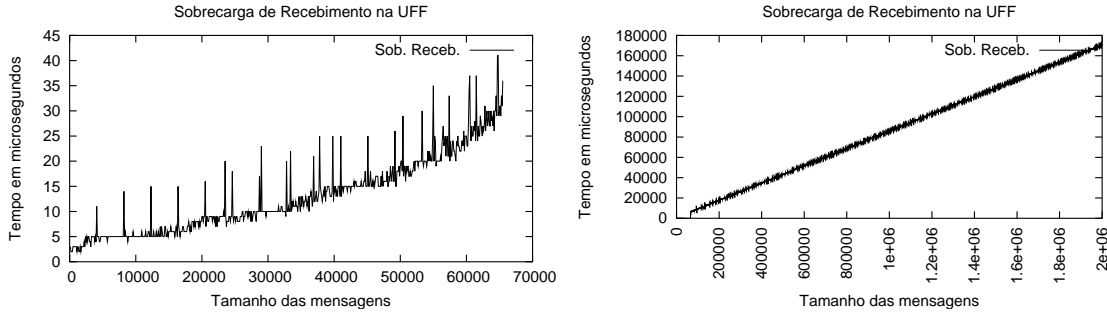 Sobrecarga de Recebimento na UFF
Sob. Receb.
Tempo em microsegundos
45
40
35
30
25
20
15
10
5
0
0 10000 20000 30000 40000 50000 60000 70000
Tamanho das mensagens
Sobrecarga de Recebimento na UFF
Sob. Receb.
Tempo em microsegundos
180000
160000
140000
120000
100000
80000
60000
40000
20000
0
0 200000 400000 600000 800000 1e+06 1.2e+06 1.4e+06 1.6e+06 1.8e+06 2e+06
Tamanho das mensagens